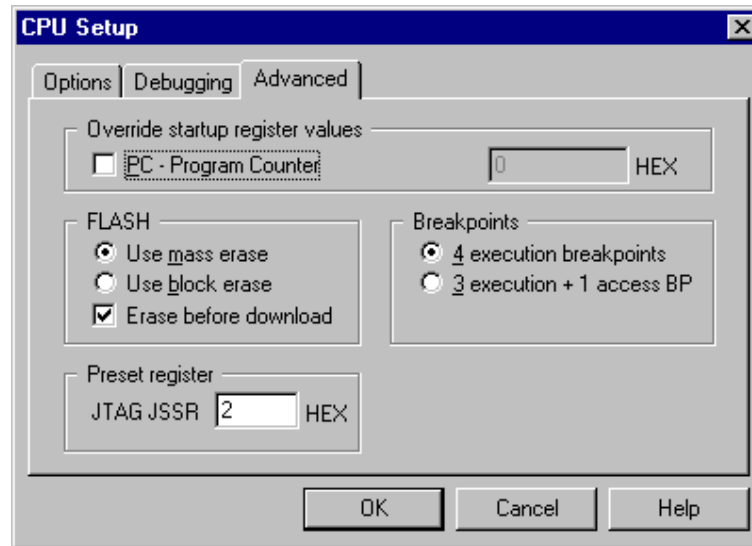 CPU Setup
Options Debugging Advanced
Override startup register values
PC - Program Counter 0 HEX
FLASH
Use mass erase
Use block erase
Erase before download
Breakpoints
4 execution breakpoints
3 execution + 1 access BP
Preset register
JTAG JSSR 2 HEX
OK Cancel Help